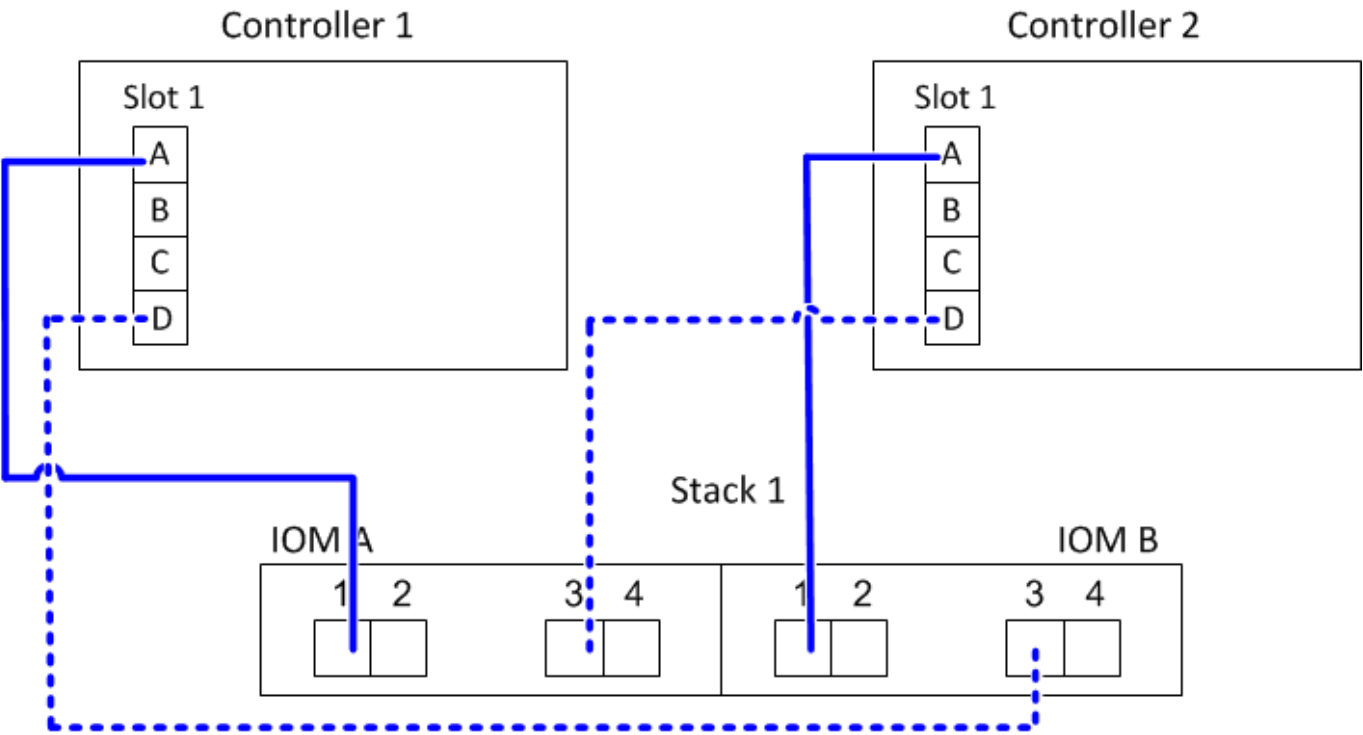 Controller 1
Controller 2
Slot 1
A
B
C
D
Slot 1
A
B
C
D
Stack 1
IOM A
IOM B
1 2 3 4
1 2 3 4